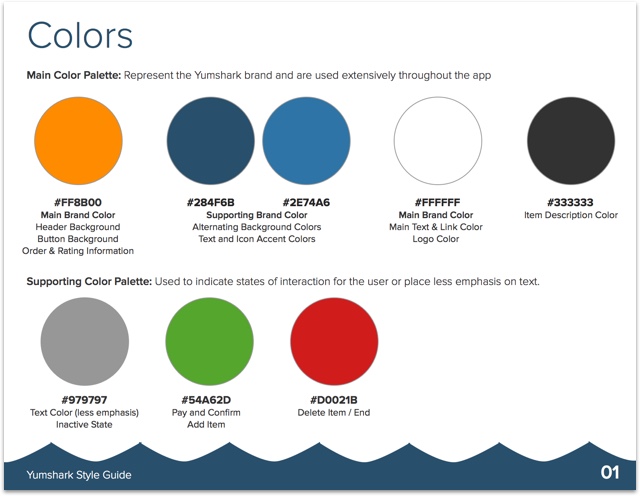 Colors
Main Color Palette: Represent the Yumshark brand and are used extensively throughout the app
#FF8B00
Main Brand Color
Header Background
Button Background
Order & Rating Information
#284F6B #2E74A6
Supporting Brand Color
Alternating Background Colors
Text and Icon Accent Colors
#FFFFFF
Main Brand Color
Main Text & Link Color
Logo Color
#333333
Item Description Color
Supporting Color Palette: Used to indicate states of interaction for the user or place less emphasis on text.
#979797
Text Color (less emphasis)
Inactive State
#54A62D
Pay and Confirm
Add Item
#D0021B
Delete Item / End
Yumshark Style Guide
01